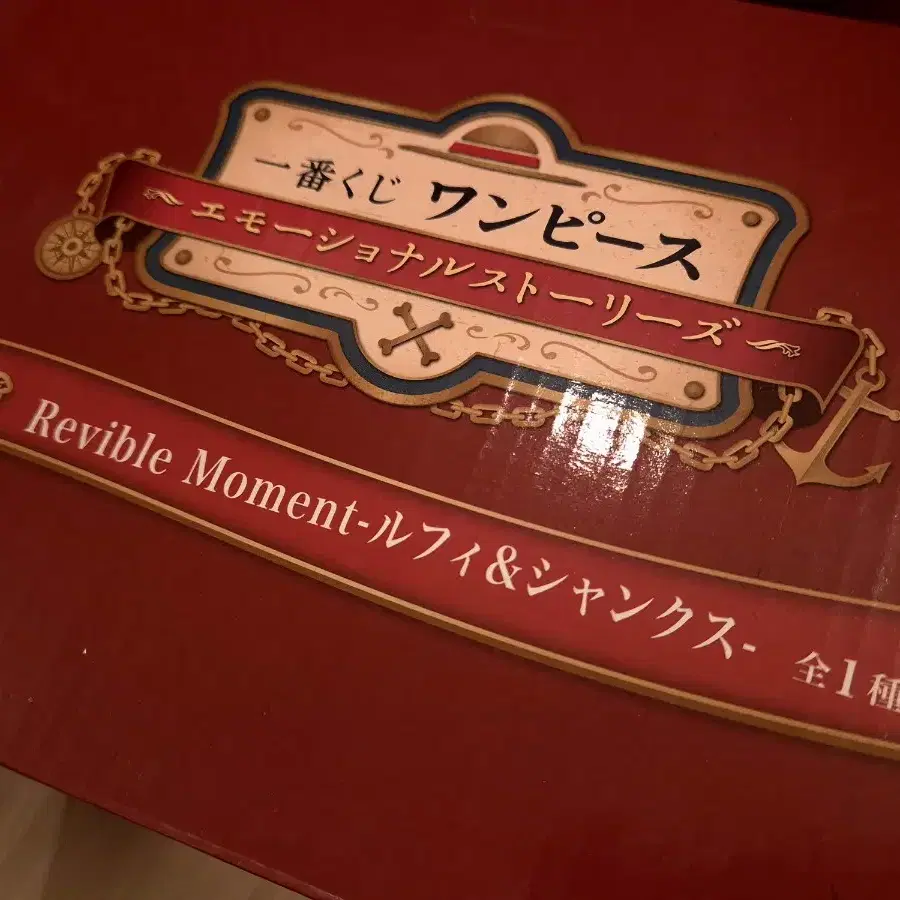 一番くじ ワンピース
～エモーショナルストーリーズ～
Revible Moment-ルフィ&シャンクス- 全1種